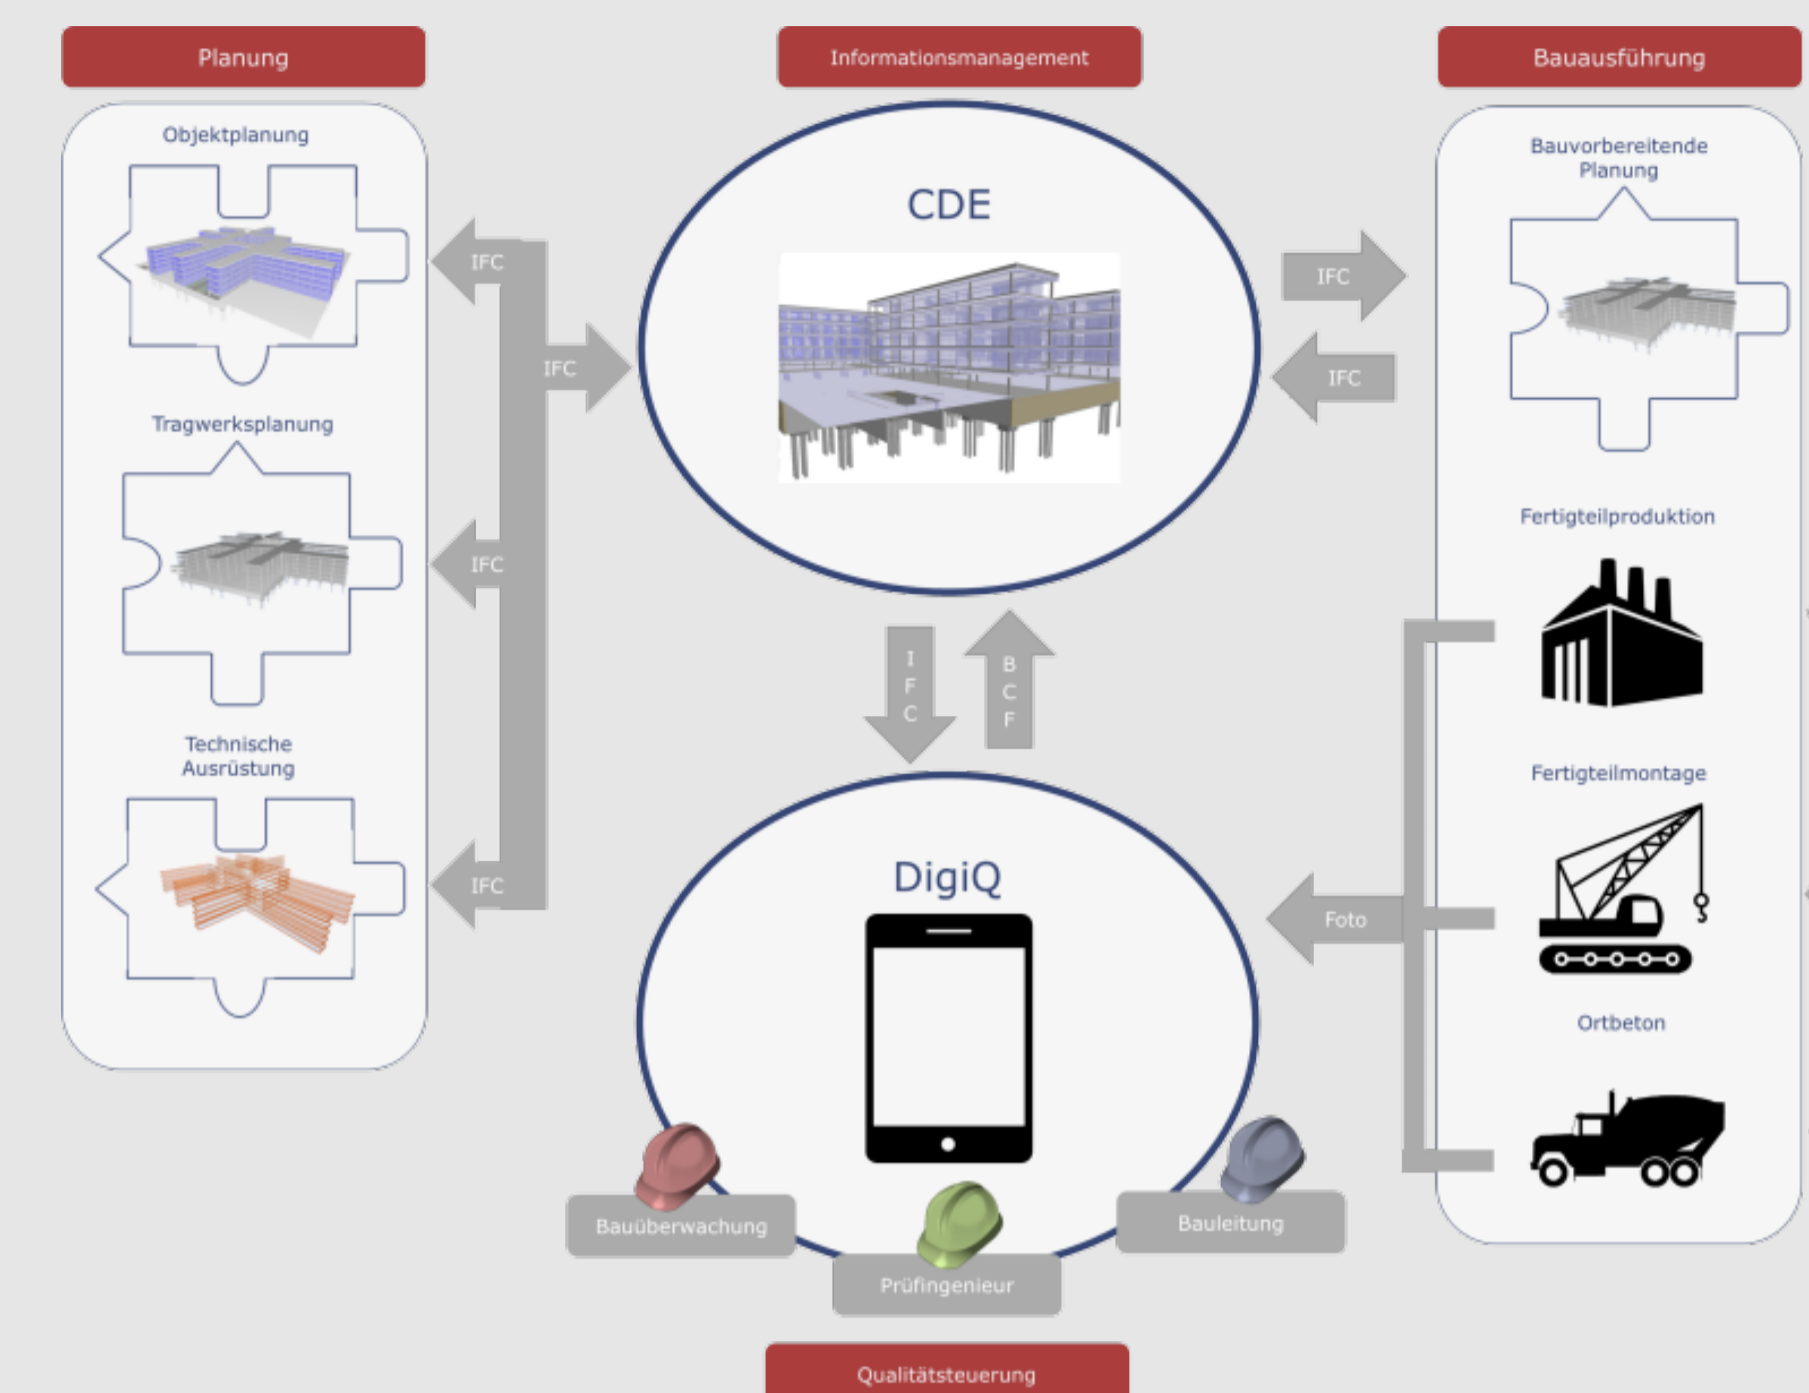 Planung
Informationsmanagement
Bauausführung
Objektplanung
IFC
Tragwerksplanung
IFC
Technische
Ausrüstung
IFC
IFC
CDE
IFC
IFC
I
F
C
B
C
F
DigiQ
Bauüberwachung
Prüfingenieur
Bauleitung
Foto
Bauvorbereitende
Planung
Fertigteilproduktion
Fertigteilmontage
Ortbeton
Qualitätsteuerung